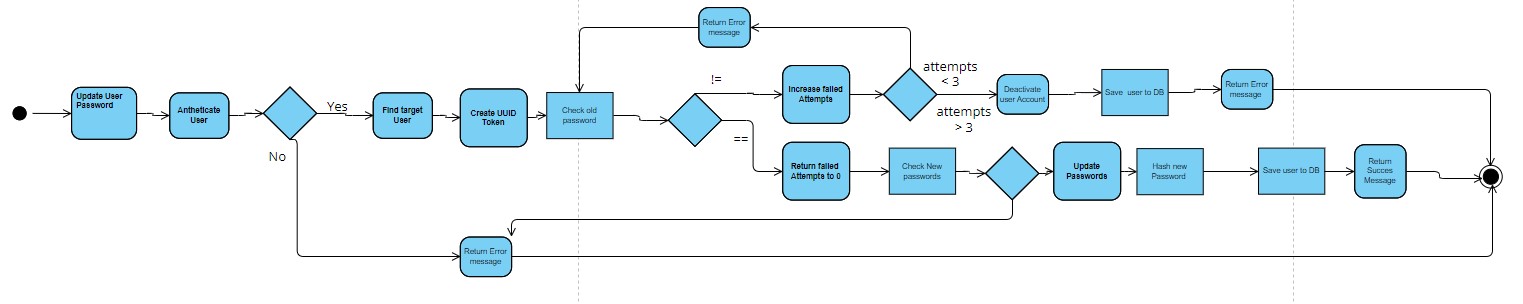 Return Error
message
!=
attempts
< 3
Update User
Password
Antheticate
User
Yes
Find target
User
Create UUID
Token
Check old
password
Increase failed
Attempts
Deactivate
user Account
Save  user to DB
Return Error
message
attempts
> 3
==
No
Return failed
Attempts to 0
Check New
passwords
Update
Passwords
Hash new
Password
Save user to DB
Return
Succes
Message
Return Error
message